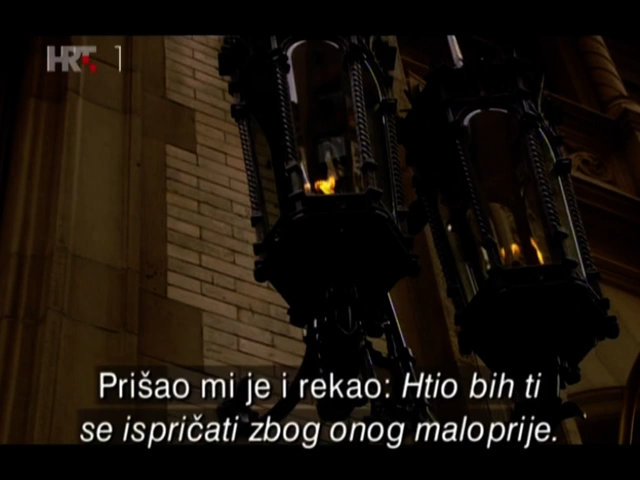 HRT 1
Prišao mi je i rekao: Htio bih ti
se ispričati zbog onog maloprije.